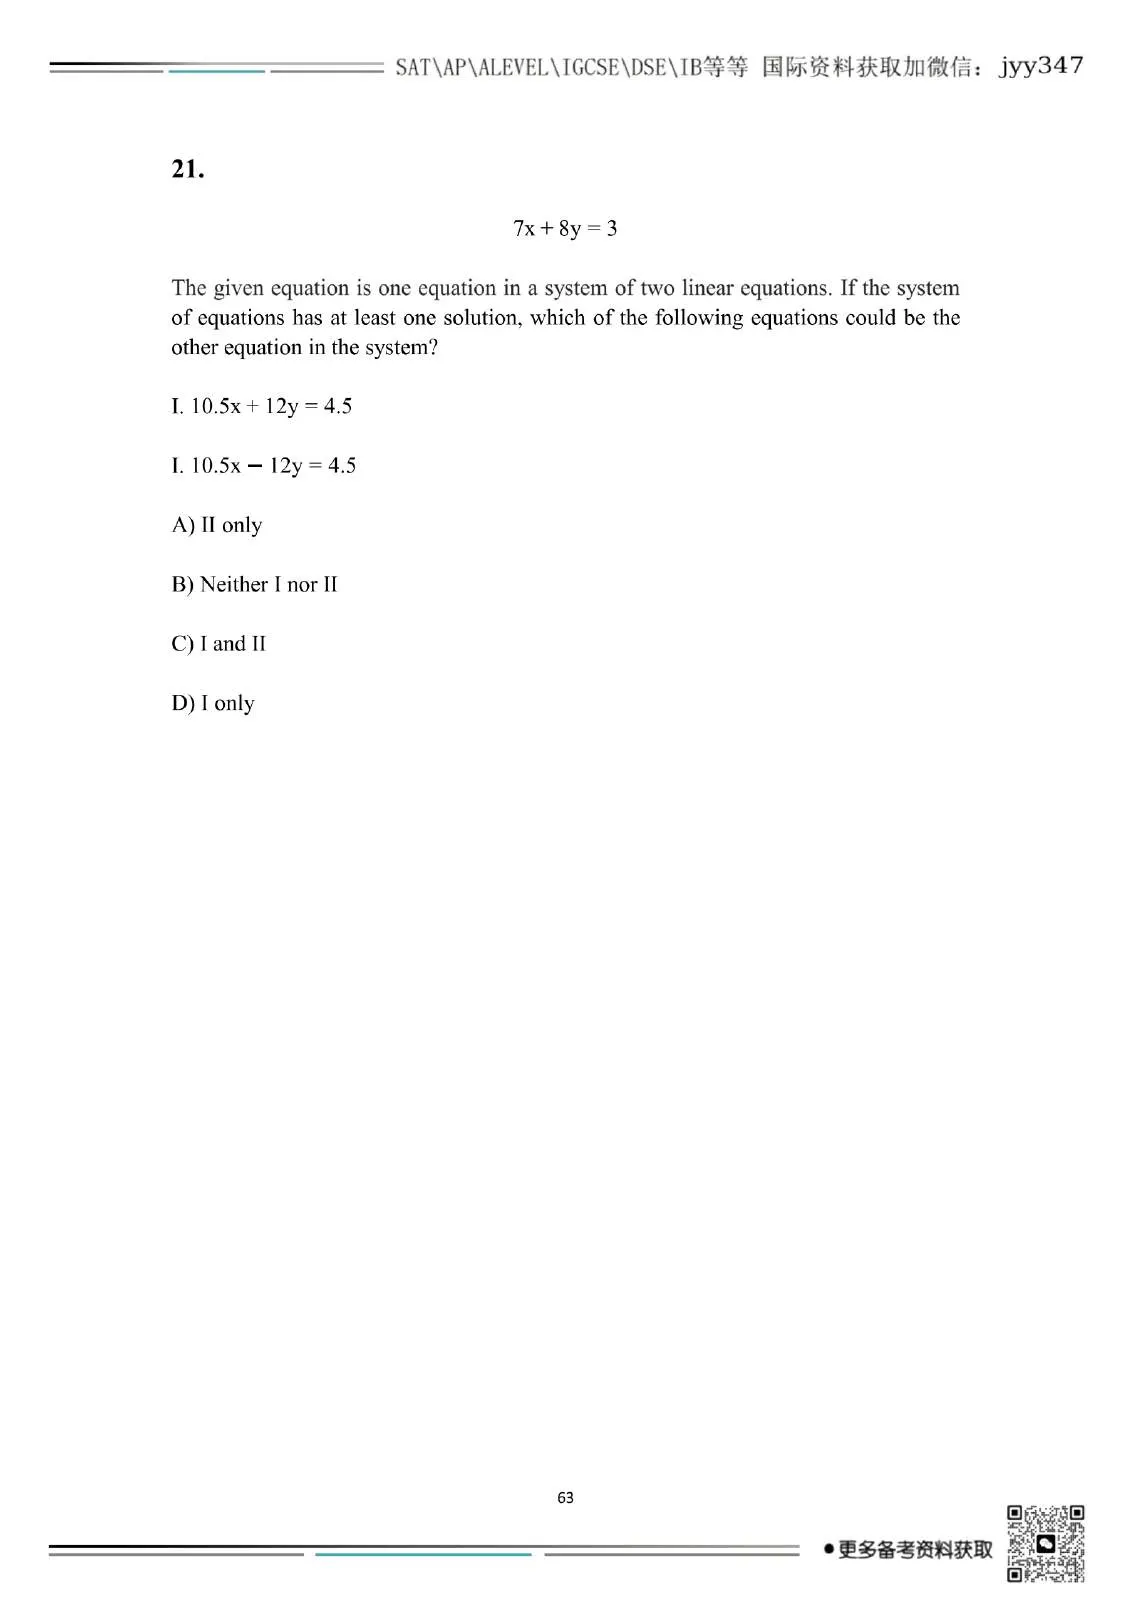 SAT\AP\ALEVEL\IGCSE\DSE\IB等等 国际资料获取加微信：jyy347
21.
7x + 8y = 3
The given equation is one equation in a system of two linear equations. If the system
of equations has at least one solution, which of the following equations could be the
other equation in the system?
I. 10.5x + 12y = 4.5
I. 10.5x − 12y = 4.5
A) II only
B) Neither I nor II
C) I and II
D) I only
63
●更多备考资料获取